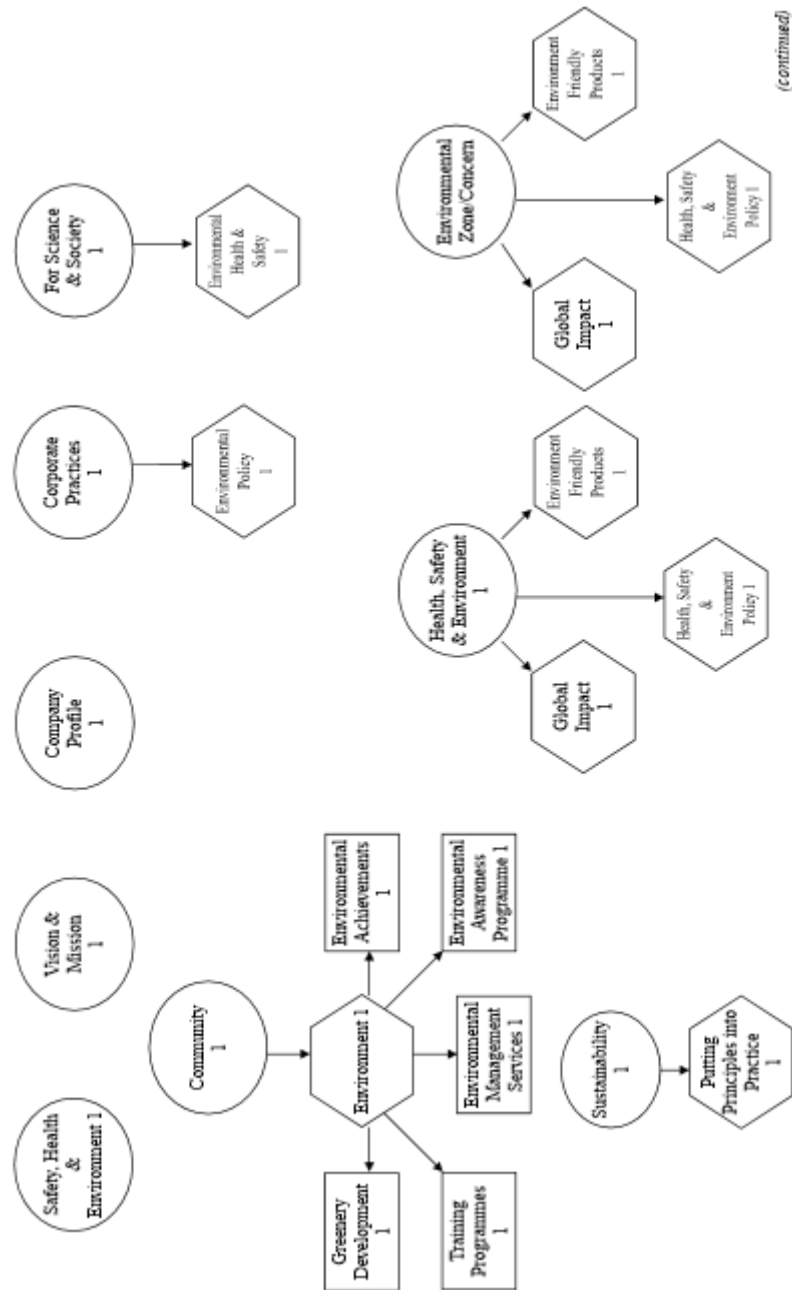 Safety, Health
&
Environment 1
Vision &
Mission
1
Company
Profile
1
Corporate
Practices
1
For Science
& Society
1
Environmental
Policy
1
Environmental
Health &
Safety
1
Community
1
Environment 1
Greenery
Development
1
Environmental
Achievements
1
Training
Programmes
1
Environmental
Management
Services 1
Environmental
Awareness
Programme 1
Health, Safety
& Environment
1
Global
Impact
1
Environment
Friendly
Products
1
Health, Safety
&
Environment
Policy 1
Environmental
Zone/Concern
Global
Impact
1
Environment
Friendly
Products
1
Health, Safety
&
Environment
Policy 1
Sustainability
1
Putting
Principles into
Practice
1
(continued)